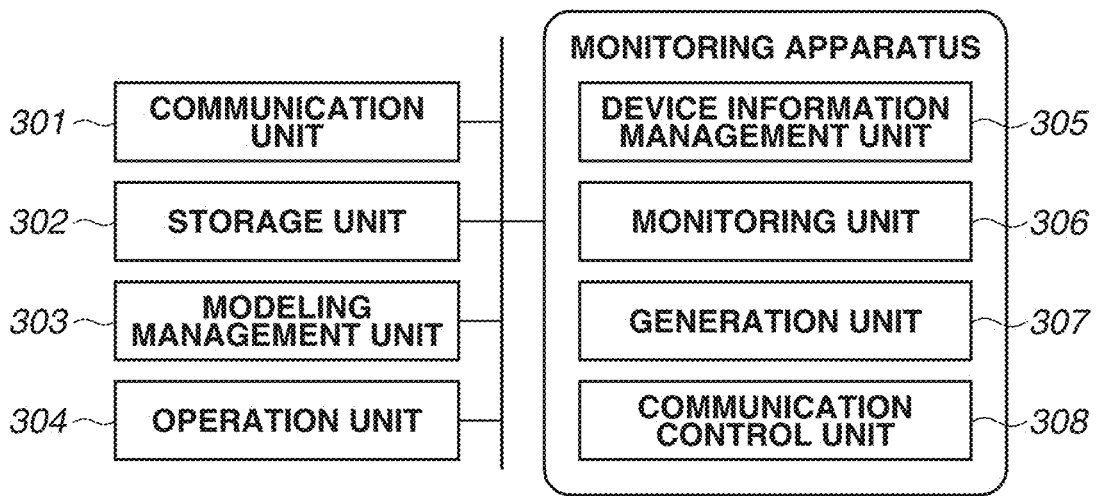 301
COMMUNICATION
UNIT
302
STORAGE UNIT
303
MODELING
MANAGEMENT UNIT
304
OPERATION UNIT
MONITORING APPARATUS
DEVICE INFORMATION
MANAGEMENT UNIT
305
MONITORING UNIT
306
GENERATION UNIT
307
COMMUNICATION
CONTROL UNIT
308